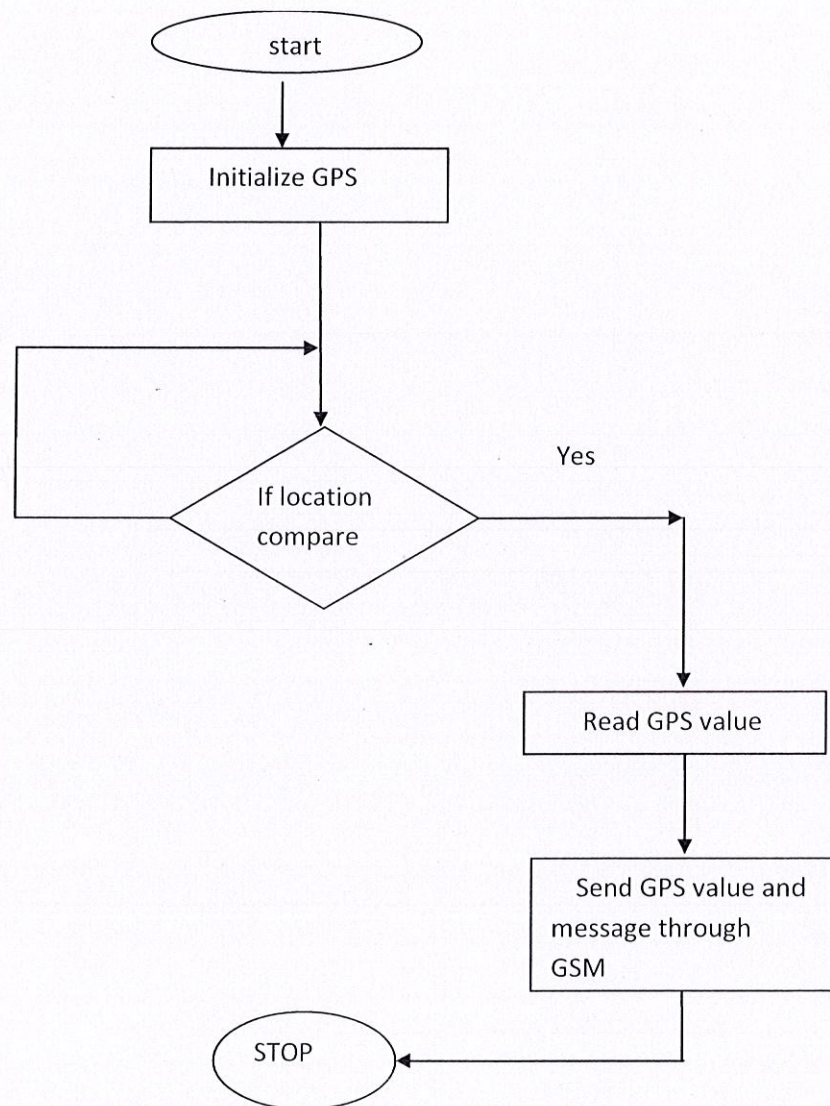 start
Initialize GPS
Yes
If location
compare
Read GPS value
Send GPS value and
message through
GSM
STOP